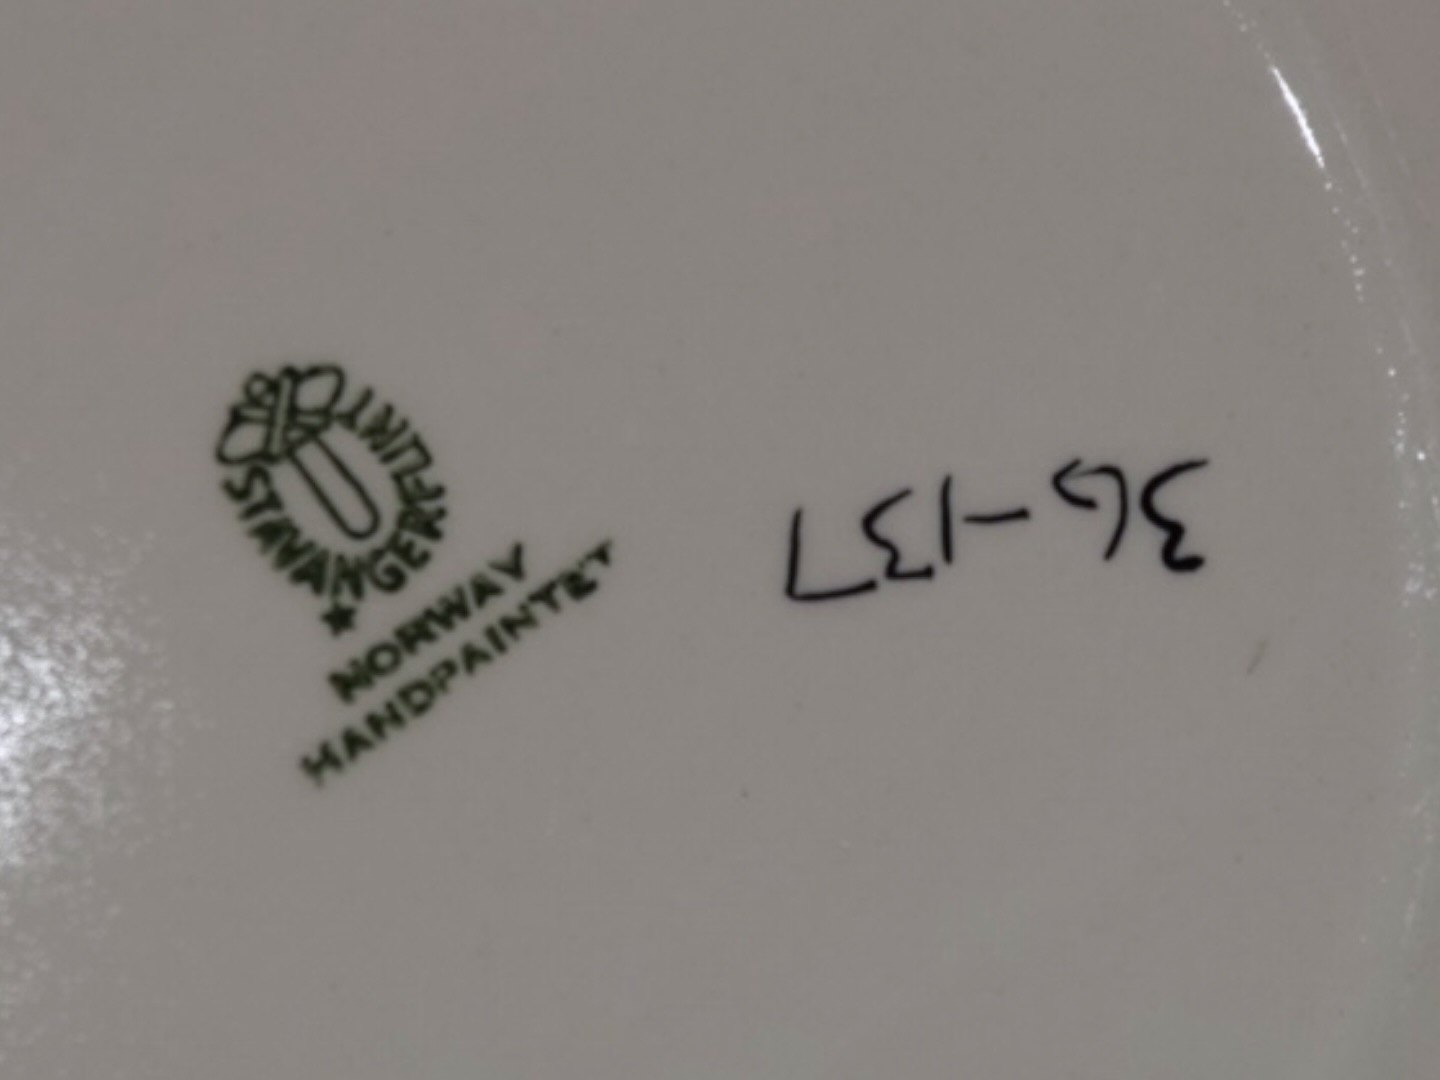 STAVANGERFLINT
NORWAY
HANDPAINTET
36-137